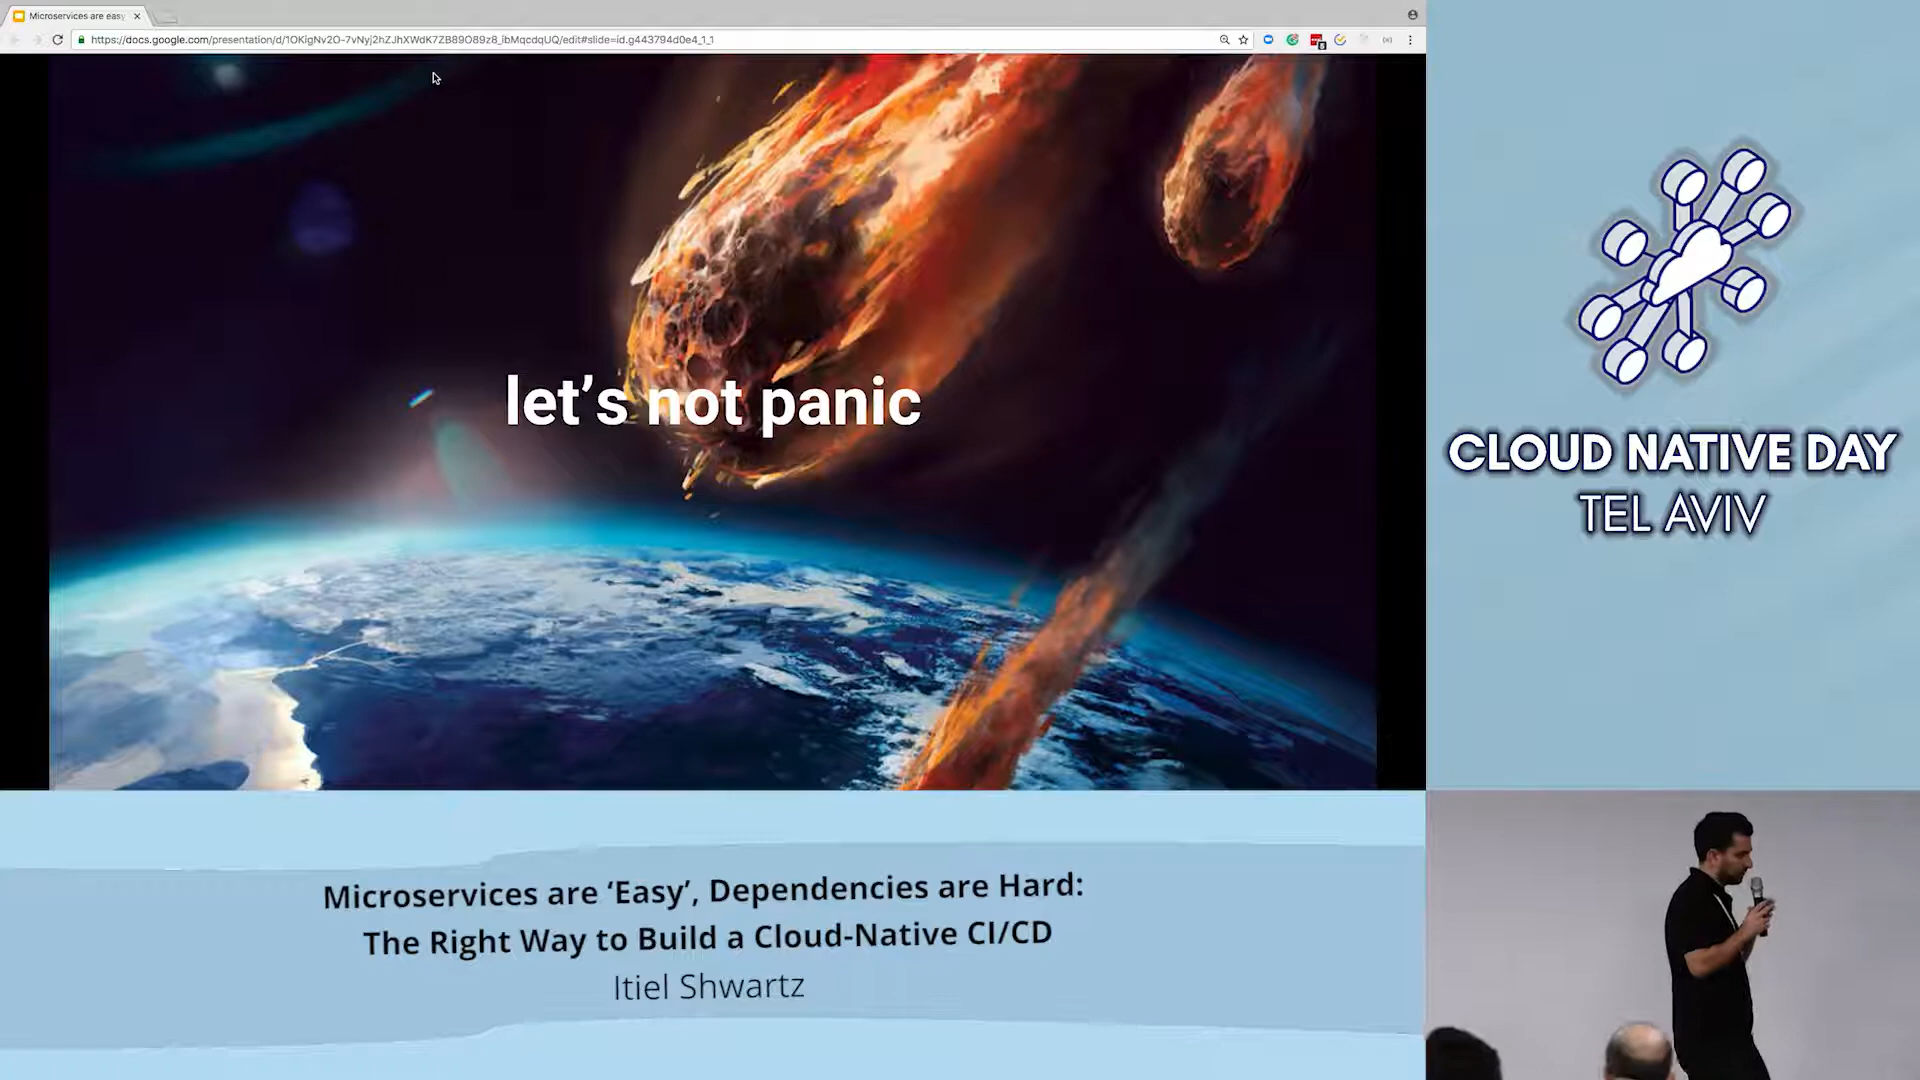 Microservices are easy
https://docs.google.com/presentation/d/1OKigNv2O-7vNyj2hZJhXWdK7ZB89O89z8_ibMqcdqUQ/edit#slide=id.g443794d0e4_1_1
let’s not panic
CLOUD NATIVE DAY
TEL AVIV
Microservices are ‘Easy’, Dependencies are Hard:
The Right Way to Build a Cloud-Native CI/CD
Itiel Shwartz